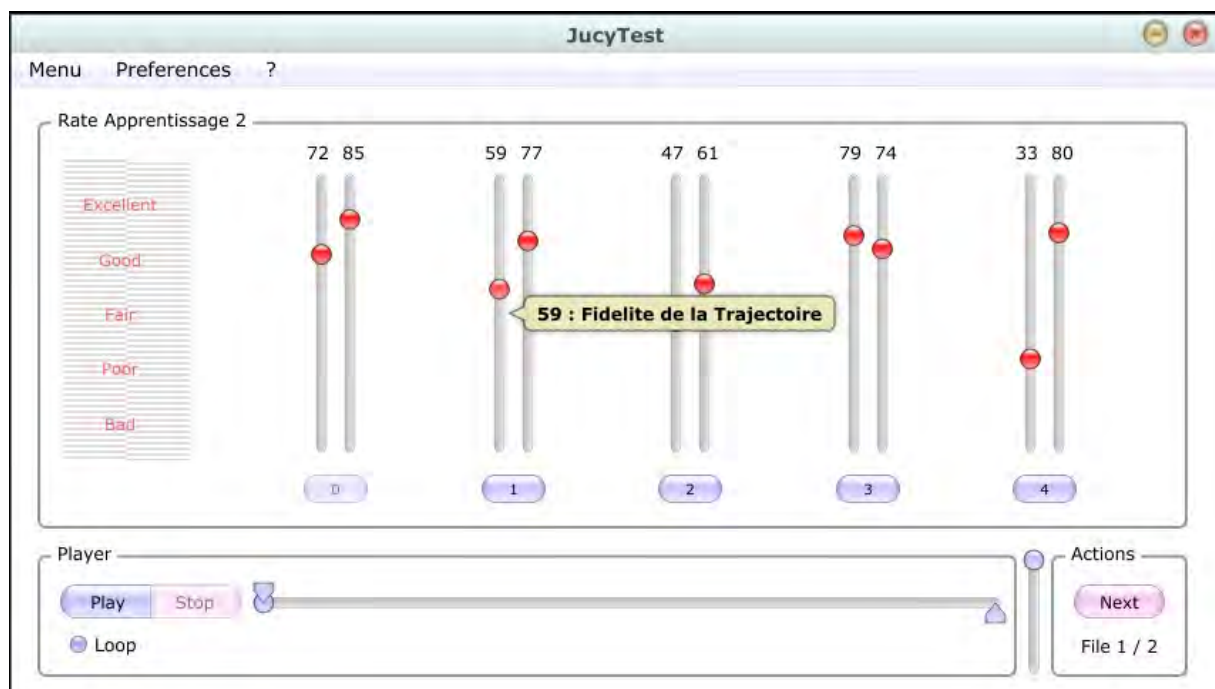 JucyTest
Menu Preferences ?
Rate Apprentissage 2
72 85 59 77 47 61 79 74 33 80
Excellent
Good
Fair
59 : Fidelite de la Trajectoire
Poor
Bad
0 1 2 3 4
Player
Actions
Play Stop
Next
Loop
File 1 / 2